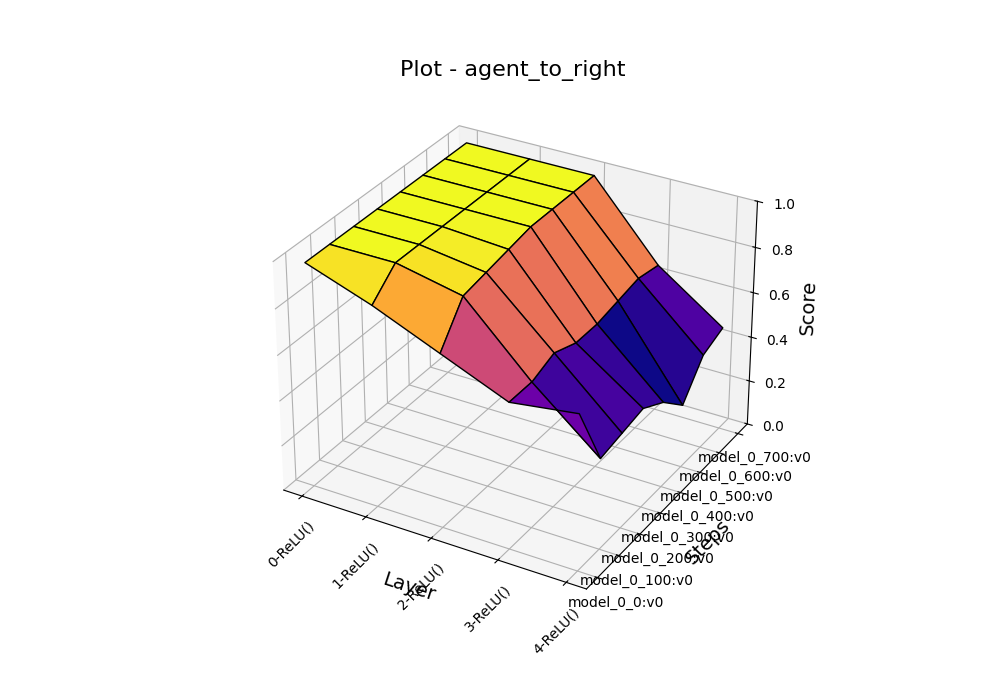 Plot - agent_to_right
1.0
0.8
0.6
Score
0.4
0.2
0.0
model_0_700:v0
model_0_600:v0
model_0_500:v0
model_0_400:v0
model_0_300:v0
Steps
model_0_200:v0
model_0_100:v0
model_0_0:v0
0-ReLU()
1-ReLU()
Layer
2-ReLU()
3-ReLU()
4-ReLU()